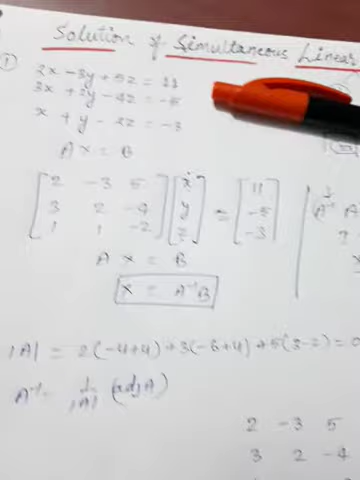 Solution of Simultaneous Linear
①
2x -3y +5z = 11
3x +2y -4z = -5
x + y - 2z = -3
A x = B
[2 -3 5] [x] = [11]
[3 2 -4] [y] [-5]
[1 1 -2] [z] [-3]
A x = B
x = A⁻¹B
|A| = 2(-4+4)+3(-6+4)+5(3-2) = 
A⁻¹ = 1/|A| (adj A)
2 -3 5
3 2 -4